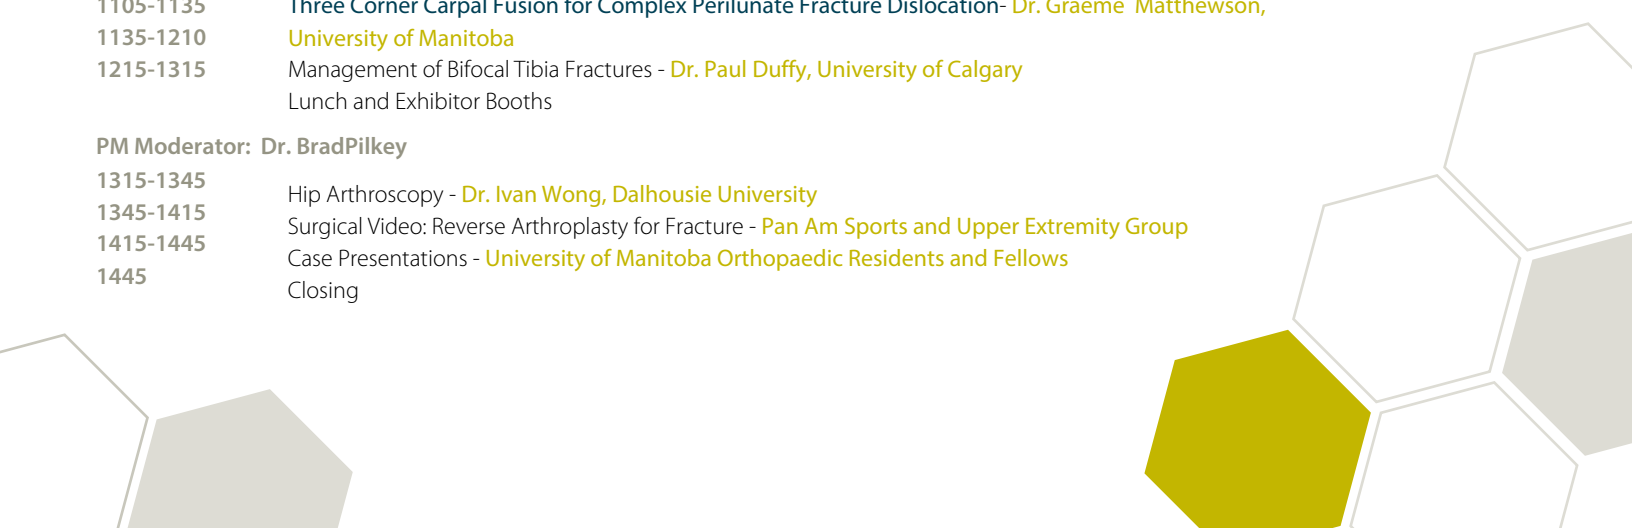 1105-1135 Three Corner Carpal Fusion for Complex Perilunate Fracture Dislocation- Dr. Graeme Matthewson,
1135-1210 University of Manitoba
1215-1315 Management of Bifocal Tibia Fractures - Dr. Paul Duffy, University of Calgary
Lunch and Exhibitor Booths
PM Moderator: Dr. BradPilkey
1315-1345 Hip Arthroscopy - Dr. Ivan Wong, Dalhousie University
1345-1415 Surgical Video: Reverse Arthroplasty for Fracture - Pan Am Sports and Upper Extremity Group
1415-1445 Case Presentations - University of Manitoba Orthopaedic Residents and Fellows
1445 Closing